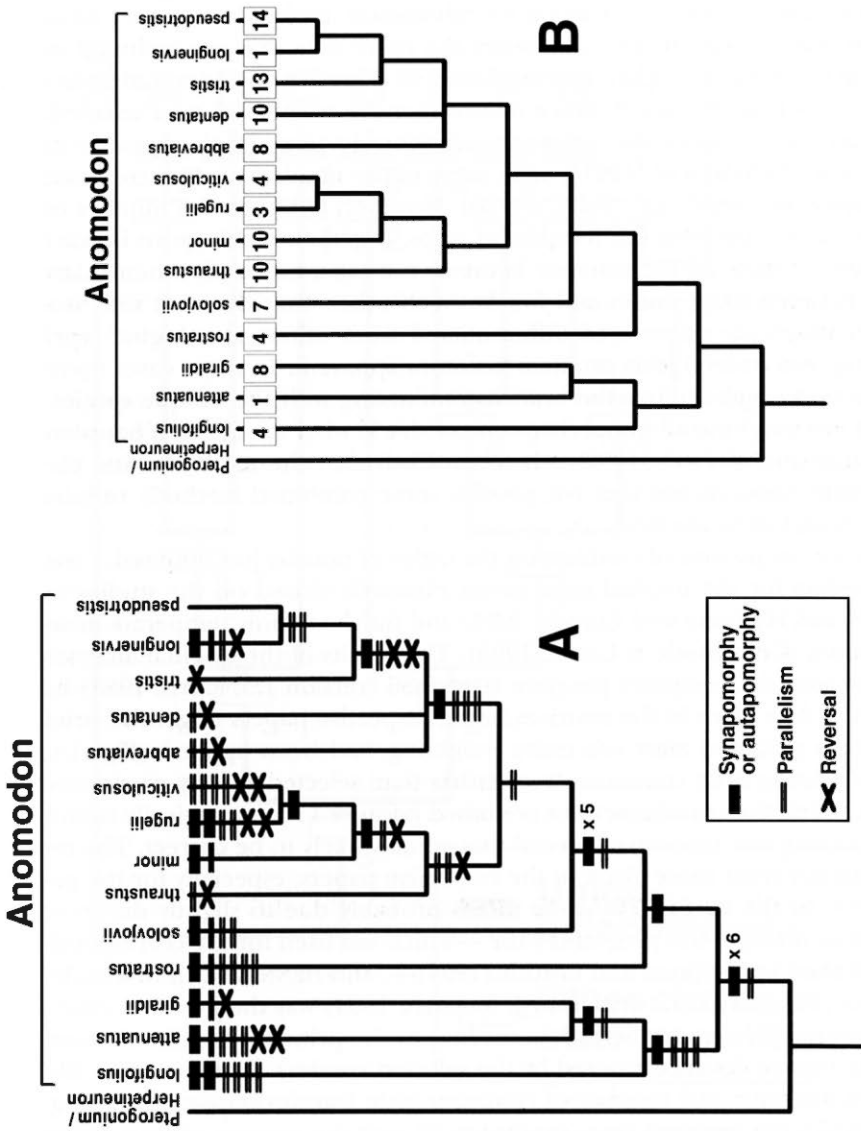 Anomodon
Pterogonium /
Herpetineuron
longifolius
attenuatus
giraldii
rostratus
solovjovii
thraustus
minor
rugelii
viticulosus
abbreviatus
dentatus
tristis
longinervis
pseudotristis
x 5
x 6
A
Synapomorphy
or autapomorphy
Parallelism
Reversal
Anomodon
Pterogonium /
Herpetineuron
longifolius
attenuatus
giraldii
rostratus
solovjovii
thraustus
minor
rugelii
viticulosus
abbreviatus
dentatus
tristis
longinervis
pseudotristis
4
1
8
4
7
10
10
3
4
8
10
13
1
14
B